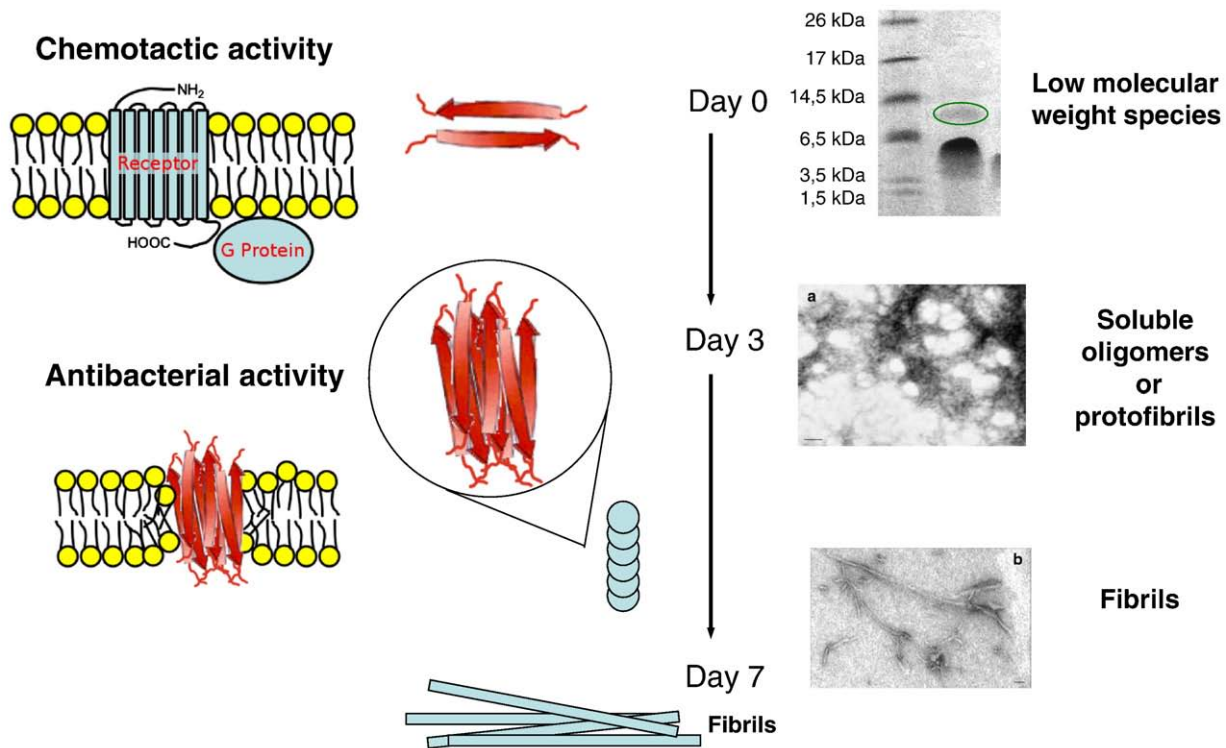 Chemotactic activity
NH2
Receptor
HOOC
G Protein
Antibacterial activity
Day 0
Day 3
Day 7
Fibrils
26 kDa
17 kDa
14,5 kDa
6,5 kDa
3,5 kDa
1,5 kDa
Low molecular
weight species
a
Soluble
oligomers
or
protofibrils
b
Fibrils